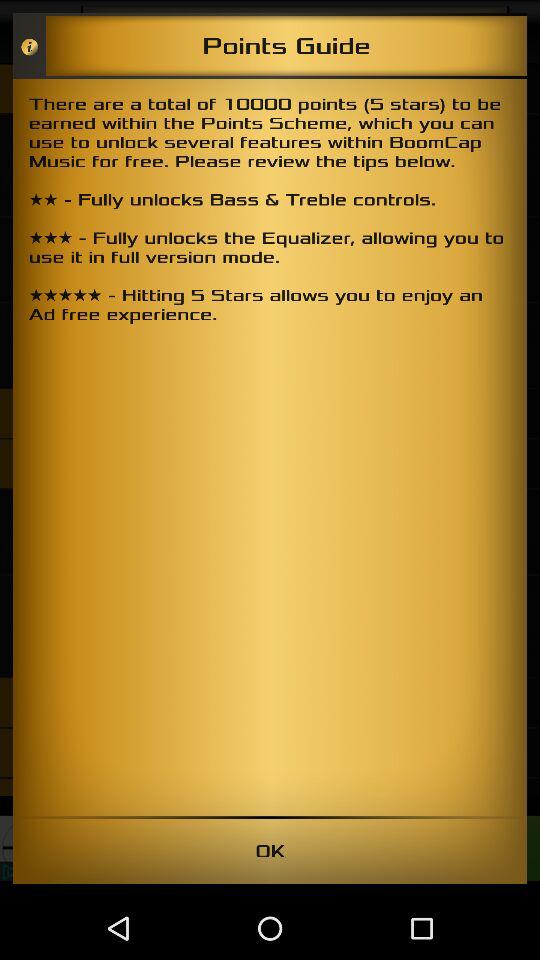 Points Guide
There are a total of 10000 points (5 stars) to be
earned within the Points Scheme, which you can
use to unlock several features within BoomCap
Music for free. Please review the tips below.
★★ - Fully unlocks Bass & Treble controls.
★★★ - Fully unlocks the Equalizer, allowing you to
use it in full version mode.
★★★★★ - Hitting 5 Stars allows you to enjoy an
Ad free experience.
OK